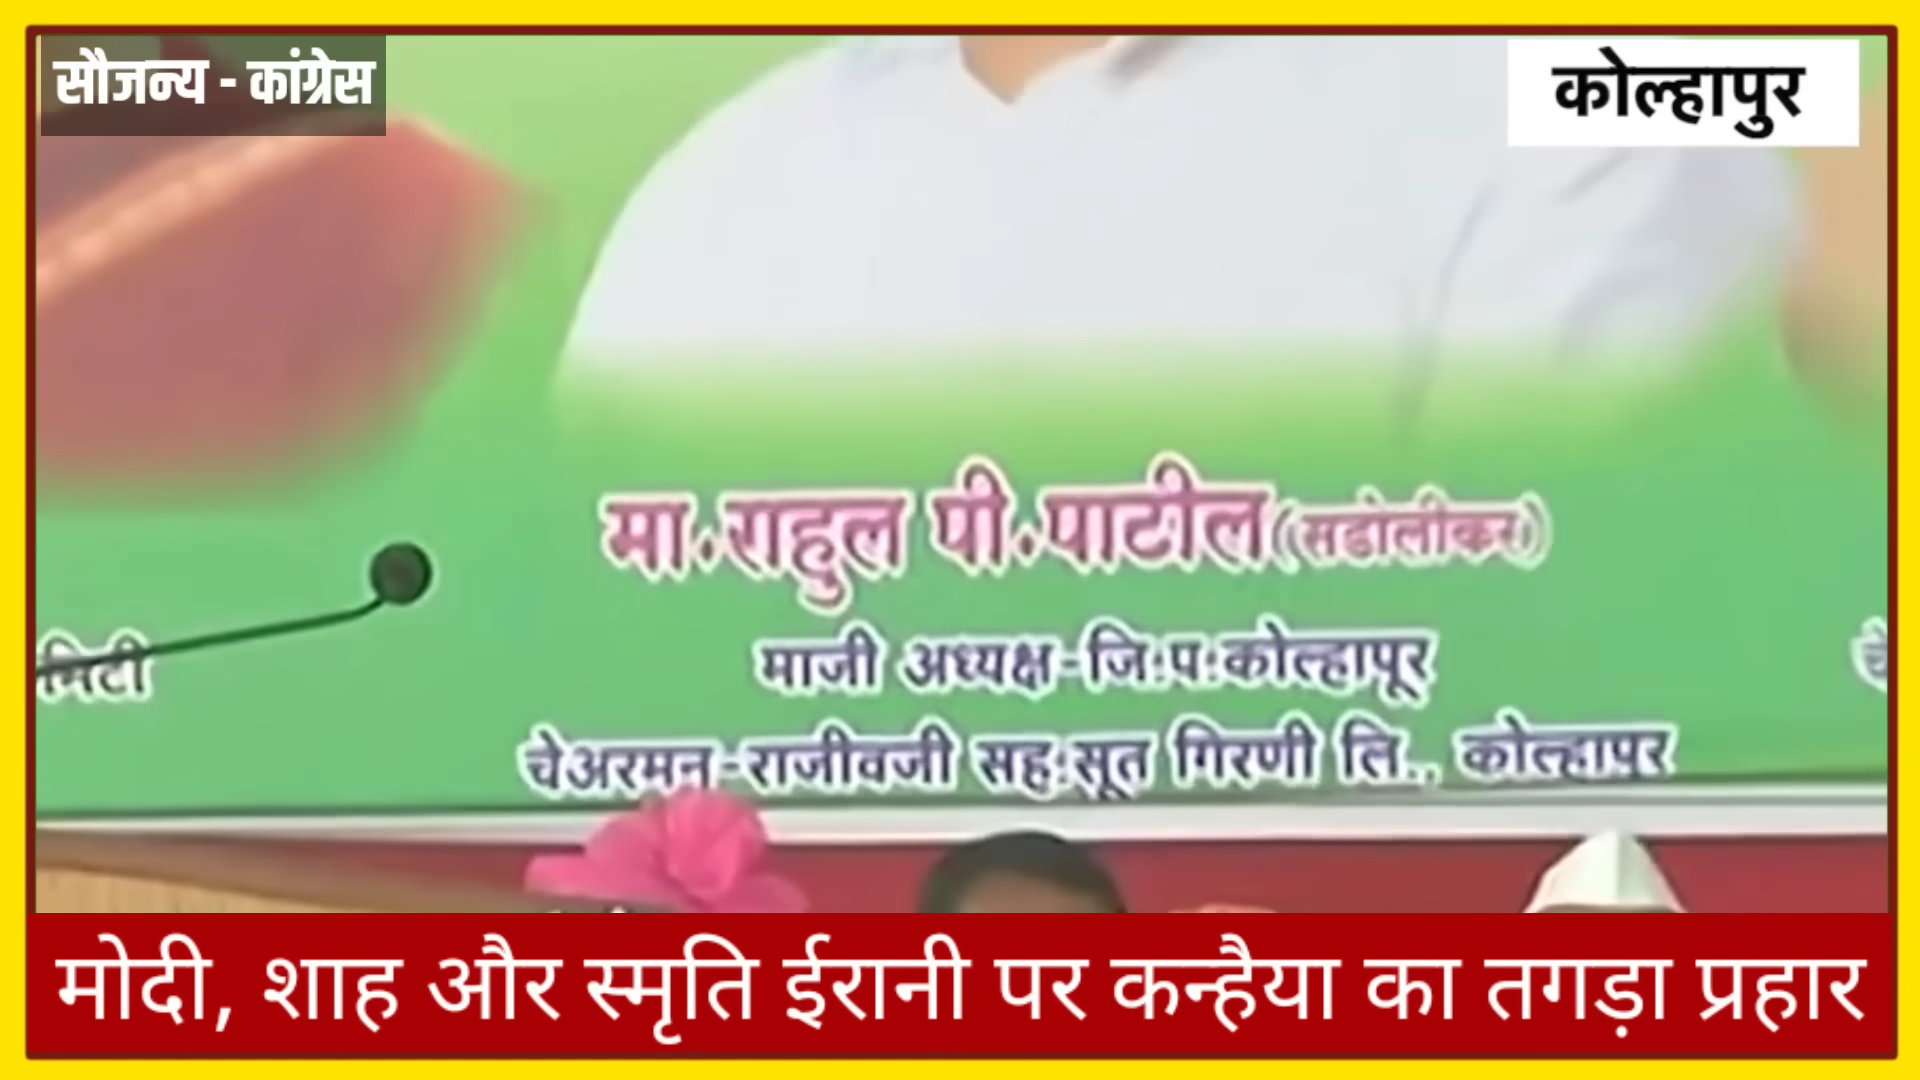 सौजन्य - कांग्रेस
कोल्हापुर
मा.राहुल पी.पाटील(सडोलीकर)
माजी अध्यक्ष-जि.प.कोल्हापूर
मिटी
चेअरमन-राजीवजी सह.सूत गिरणी लि., कोल्हापूर
मोदी, शाह और स्मृति ईरानी पर कन्हैया का तगड़ा प्रहार